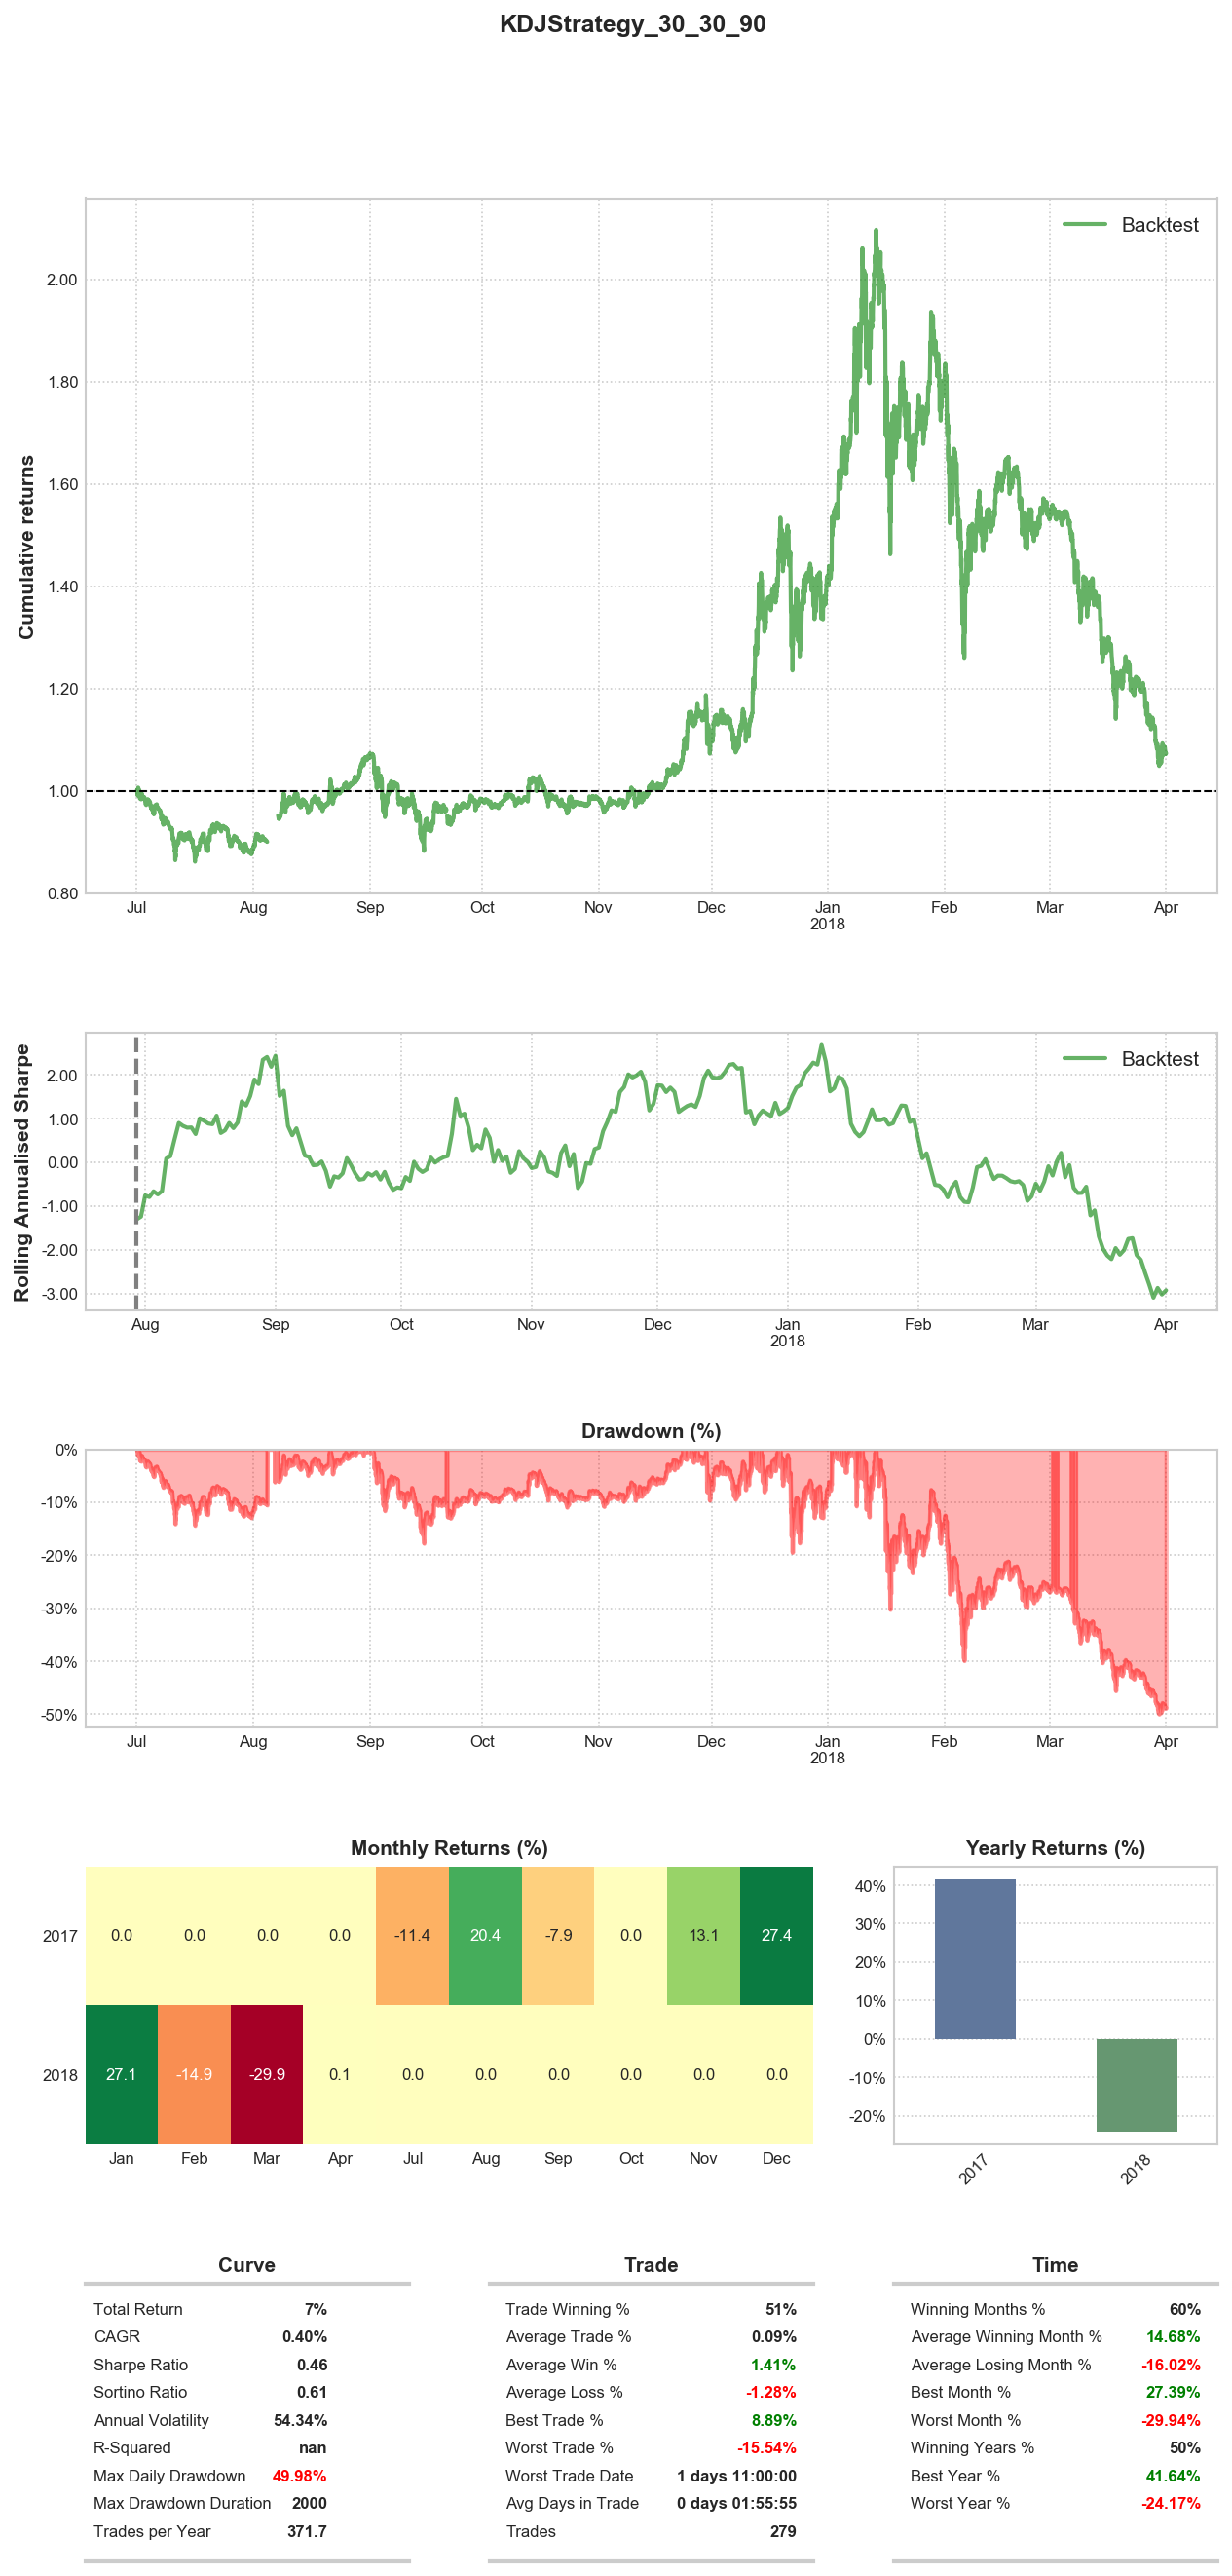 KDJStrategy_30_30_90
Backtest
Cumulative returns
2.00
1.80
1.60
1.40
1.20
1.00
0.80
Jul Aug Sep Oct Nov Dec Jan Feb Mar Apr
2018
Backtest
Rolling Annualised Sharpe
2.00
1.00
0.00
-1.00
-2.00
-3.00
Aug Sep Oct Nov Dec Jan Feb Mar Apr
2018
Drawdown (%)
0%
-10%
-20%
-30%
-40%
-50%
Jul Aug Sep Oct Nov Dec Jan Feb Mar Apr
2018
Monthly Returns (%)
2017 0.0 0.0 0.0 0.0 -11.4 20.4 -7.9 0.0 13.1 27.4
2018 27.1 -14.9 -29.9 0.1 0.0 0.0 0.0 0.0 0.0 0.0
Jan Feb Mar Apr Jul Aug Sep Oct Nov Dec
Yearly Returns (%)
40%
30%
20%
10%
0%
-10%
-20%
2017 2018
Curve
Total Return 7%
CAGR 0.40%
Sharpe Ratio 0.46
Sortino Ratio 0.61
Annual Volatility 54.34%
R-Squared nan
Max Daily Drawdown 49.98%
Max Drawdown Duration 2000
Trades per Year 371.7
Trade
Trade Winning % 51%
Average Trade % 0.09%
Average Win % 1.41%
Average Loss % -1.28%
Best Trade % 8.89%
Worst Trade % -15.54%
Worst Trade Date 1 days 11:00:00
Avg Days in Trade 0 days 01:55:55
Trades 279
Time
Winning Months % 60%
Average Winning Month % 14.68%
Average Losing Month % -16.02%
Best Month % 27.39%
Worst Month % -29.94%
Winning Years % 50%
Best Year % 41.64%
Worst Year % -24.17%